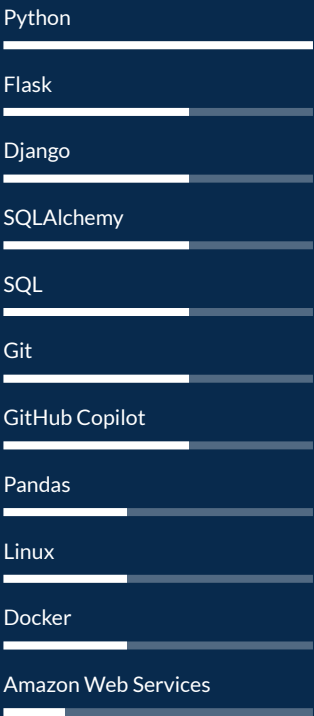 Python
Flask
Django
SQLAlchemy
SQL
Git
GitHub Copilot
Pandas
Linux
Docker
Amazon Web Services